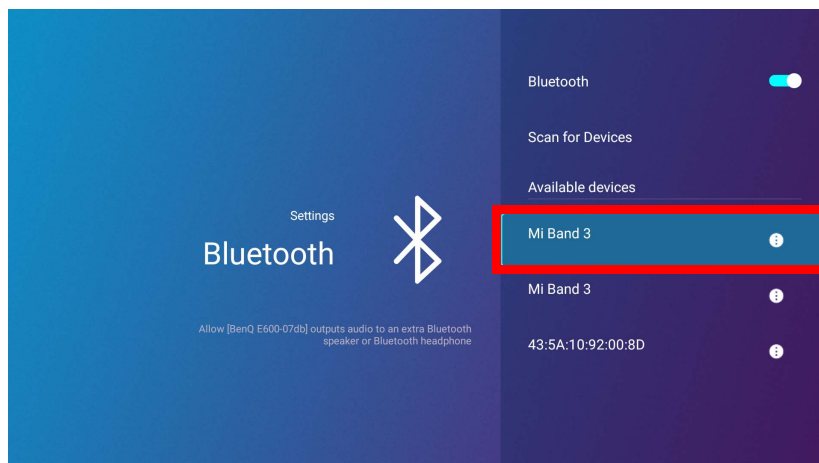 Settings
Bluetooth
Allow [BenQ E600-07db] outputs audio to an extra Bluetooth
speaker or Bluetooth headphone
Bluetooth
Scan for Devices
Available devices
Mi Band 3
Mi Band 3
43:5A:10:92:00:8D